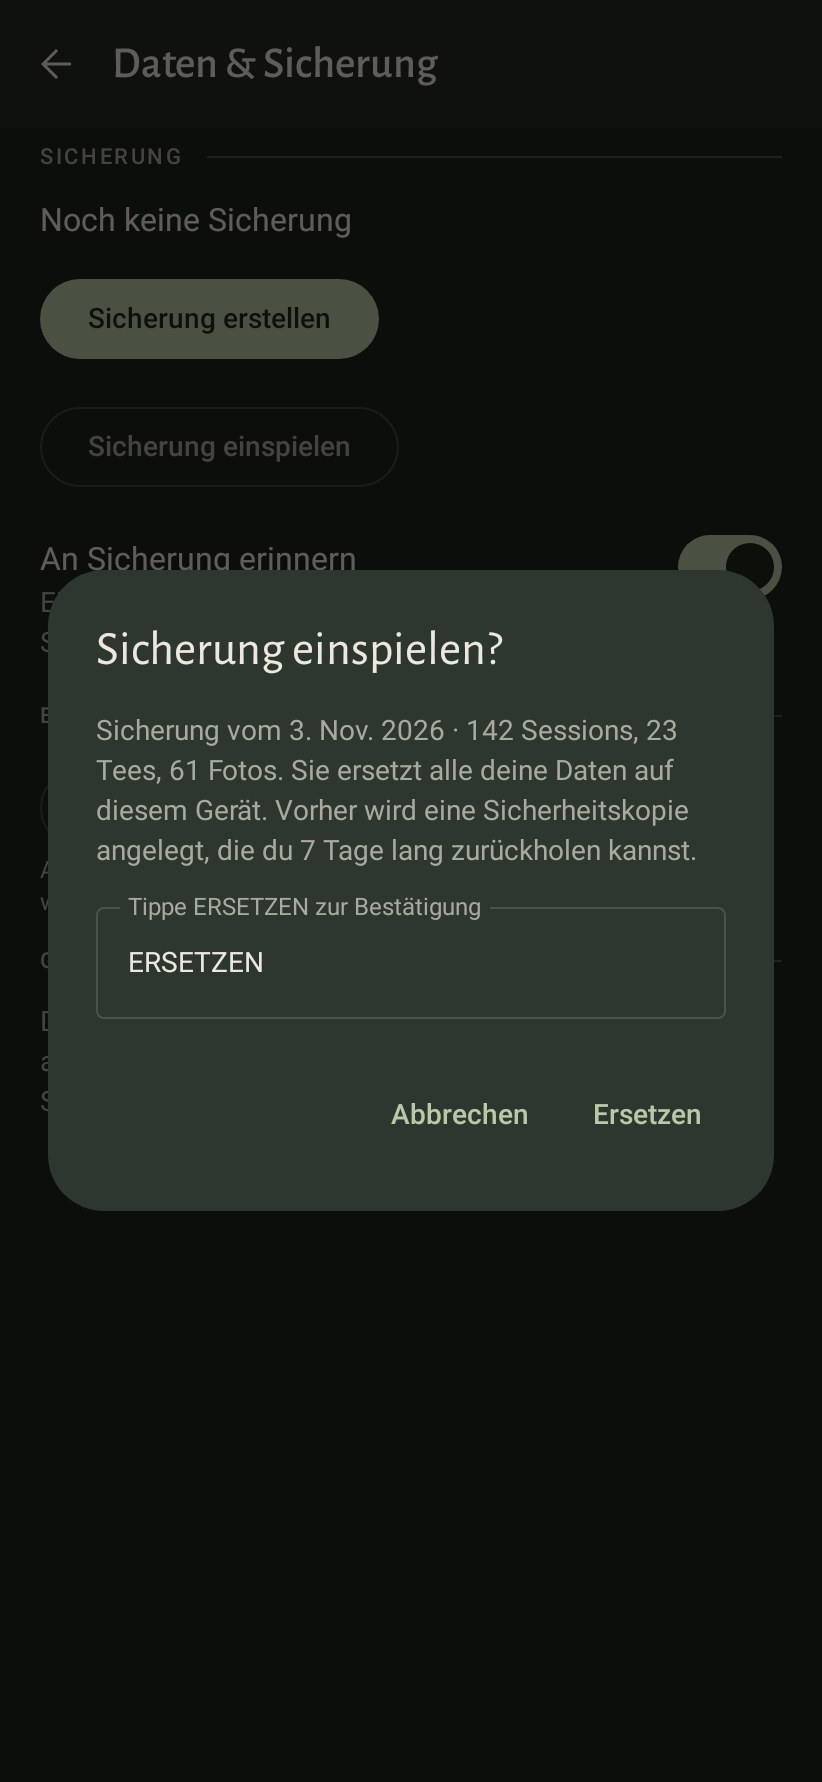 Daten & Sicherung
SICHERUNG
Noch keine Sicherung
Sicherung erstellen
Sicherung einspielen
An Sicherung erinnern
Sicherung einspielen?
Sicherung vom 3. Nov. 2026 · 142 Sessions, 23
Tees, 61 Fotos. Sie ersetzt alle deine Daten auf
diesem Gerät. Vorher wird eine Sicherheitskopie
angelegt, die du 7 Tage lang zurückholen kannst.
Tippe ERSETZEN zur Bestätigung
ERSETZEN
Abbrechen
Ersetzen